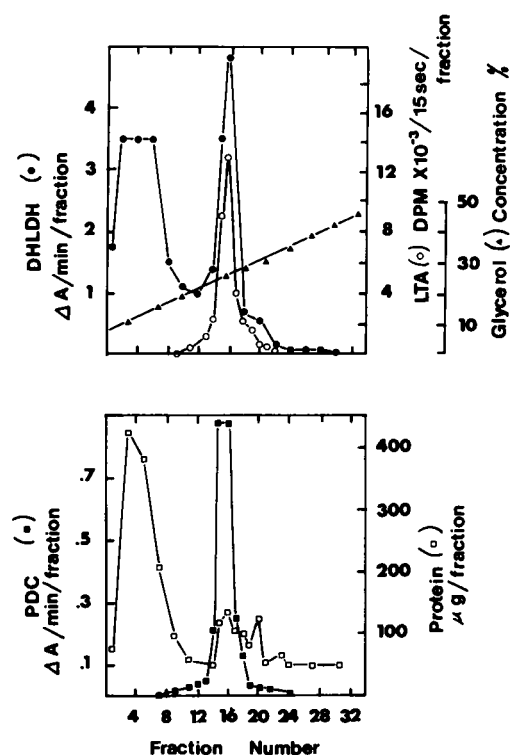 DHLDH (•)
Δ A/min/fraction
4
3
2
1
16
12
8
4
LTA (○) DPM X10⁻³/15sec/
fraction
50
30
10
Glycerol (▵) Concentration %
PDC (▪)
Δ A/min/fraction
.7
.5
.3
.1
400
300
200
100
Protein (□)
μg/fraction
4 8 12 16 20 24 28 32
Fraction Number